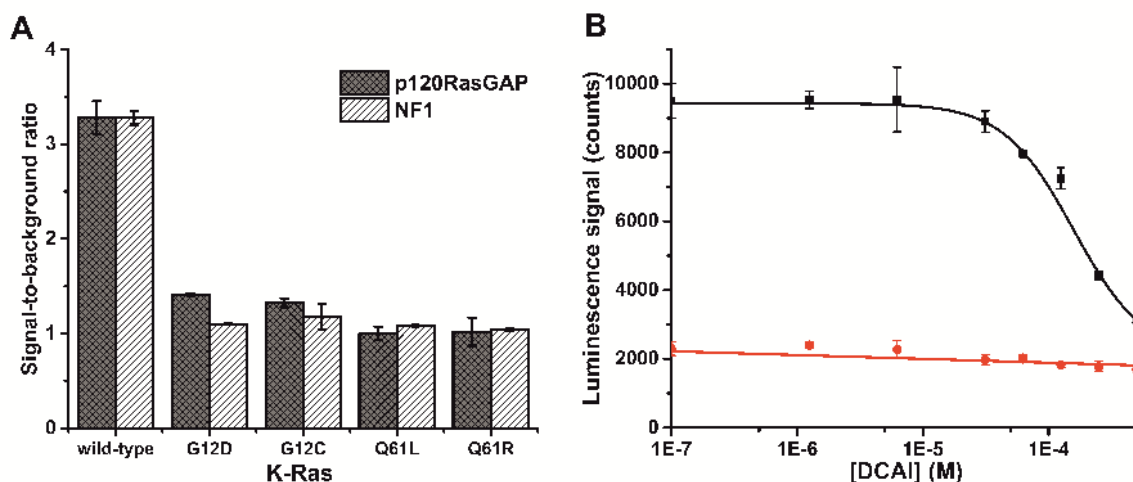 A
Signal-to-background ratio
4
3
2
1
0
p120RasGAP
NF1
wild-type G12D G12C Q61L Q61R
K-Ras
B
Luminescence signal (counts)
10000
8000
6000
4000
2000
0
1E-7 1E-6 1E-5 1E-4
[DCAI] (M)